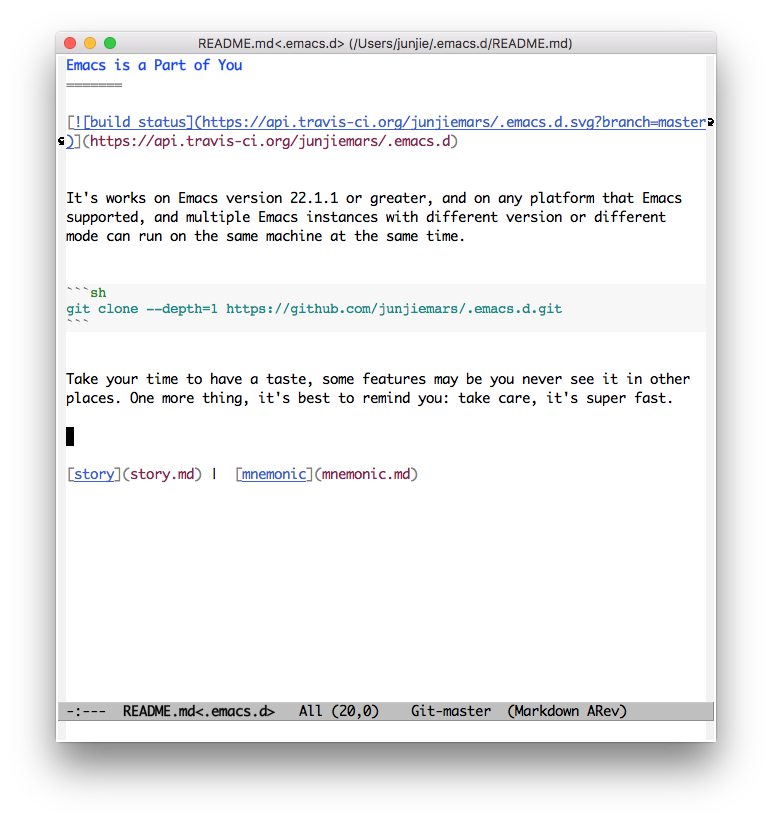 README.md<.emacs.d> (/Users/junjie/.emacs.d/README.md)
Emacs is a Part of You
=======
[![build status](https://api.travis-ci.org/junjiemars/.emacs.d.svg?branch=master
)](https://api.travis-ci.org/junjiemars/.emacs.d)
It's works on Emacs version 22.1.1 or greater, and on any platform that Emacs
supported, and multiple Emacs instances with different version or different
mode can run on the same machine at the same time.
```sh
git clone --depth=1 https://github.com/junjiemars/.emacs.d.git
```
Take your time to have a taste, some features may be you never see it in other
places. One more thing, it's best to remind you: take care, it's super fast.
[story](story.md) |  [mnemonic](mnemonic.md)
-:---  README.md<.emacs.d>   All (20,0)    Git-master  (Markdown ARev)